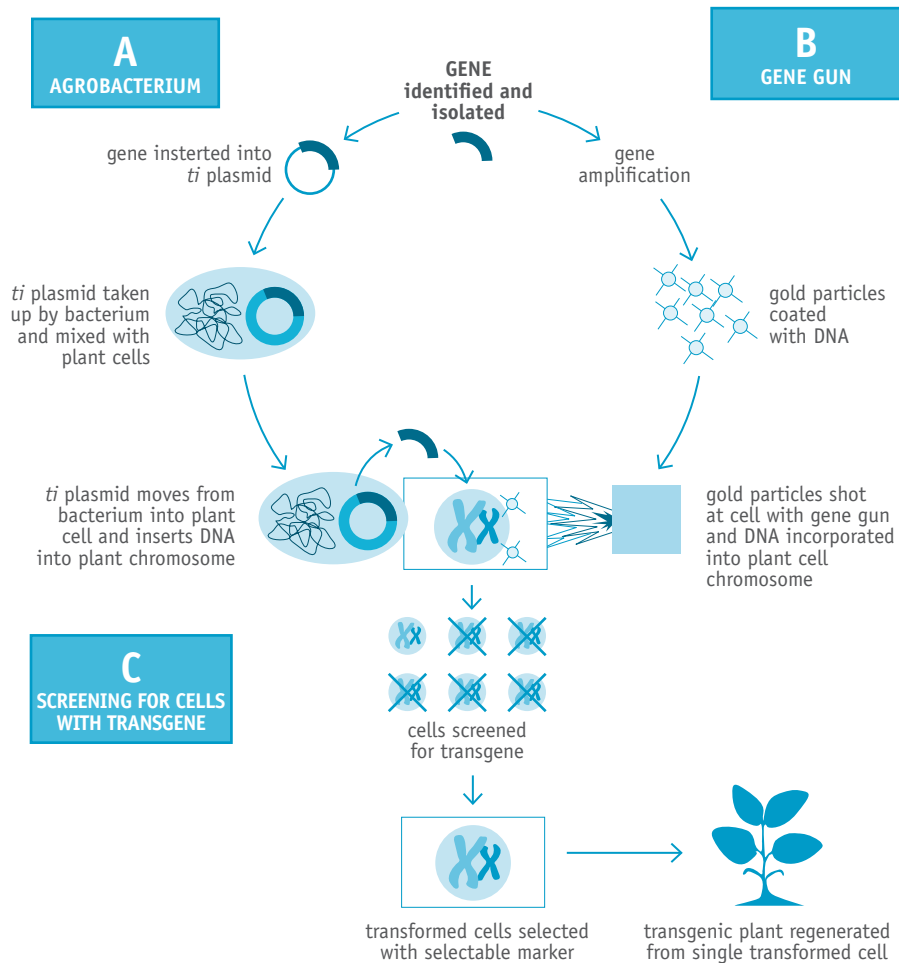 A
AGROBACTERIUM
B
GENE GUN
GENE
identified and
isolated
gene insterted into
ti plasmid
gene
amplification
ti plasmid taken
up by bacterium
and mixed with
plant cells
gold particles
coated
with DNA
ti plasmid moves from
bacterium into plant
cell and inserts DNA
into plant chromosome
gold particles shot
at cell with gene gun
and DNA incorporated
into plant cell
chromosome
C
SCREENING FOR CELLS
WITH TRANSGENE
cells screened
for transgene
transformed cells selected
with selectable marker
transgenic plant regenerated
from single transformed cell